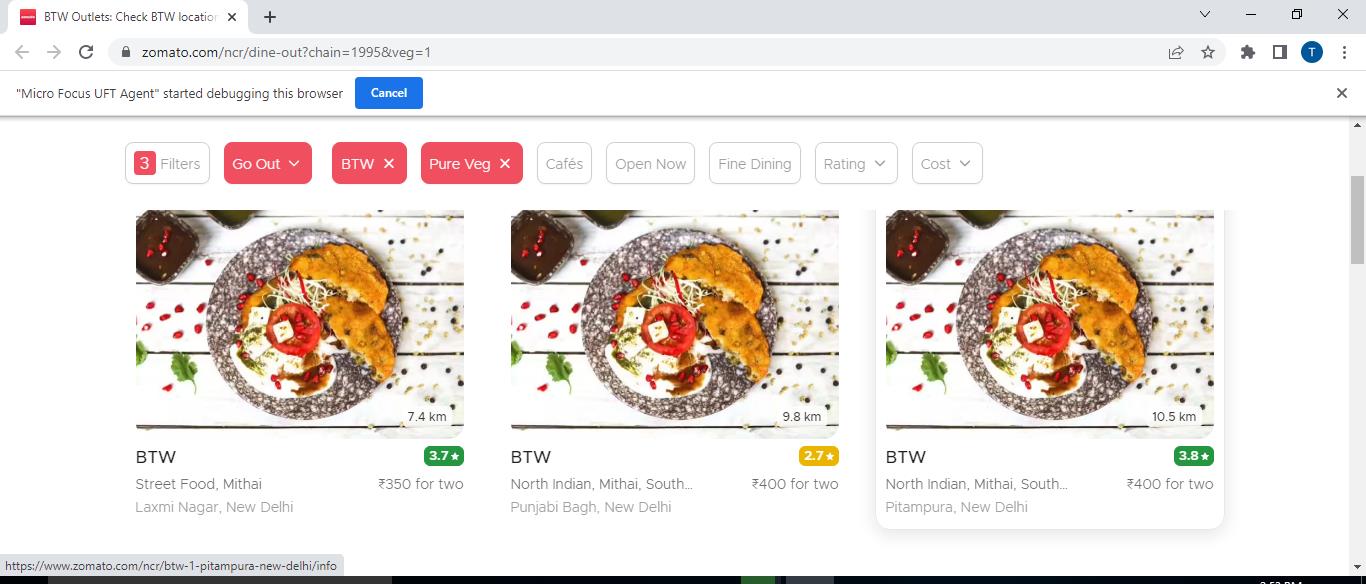 BTW Outlets: Check BTW location
zomato.com/ncr/dine-out?chain=1995&veg=1
T
"Micro Focus UFT Agent" started debugging this browser
Cancel
3 Filters
Go Out
BTW
Pure Veg
Cafés
Open Now
Fine Dining
Rating
Cost
7.4 km
9.8 km
10.5 km
BTW 3.7
BTW 2.7
BTW 3.8
Street Food, Mithai ₹350 for two
North Indian, Mithai, South... ₹400 for two
North Indian, Mithai, South... ₹400 for two
Laxmi Nagar, New Delhi
Punjabi Bagh, New Delhi
Pitampura, New Delhi
https://www.zomato.com/ncr/btw-1-pitampura-new-delhi/info